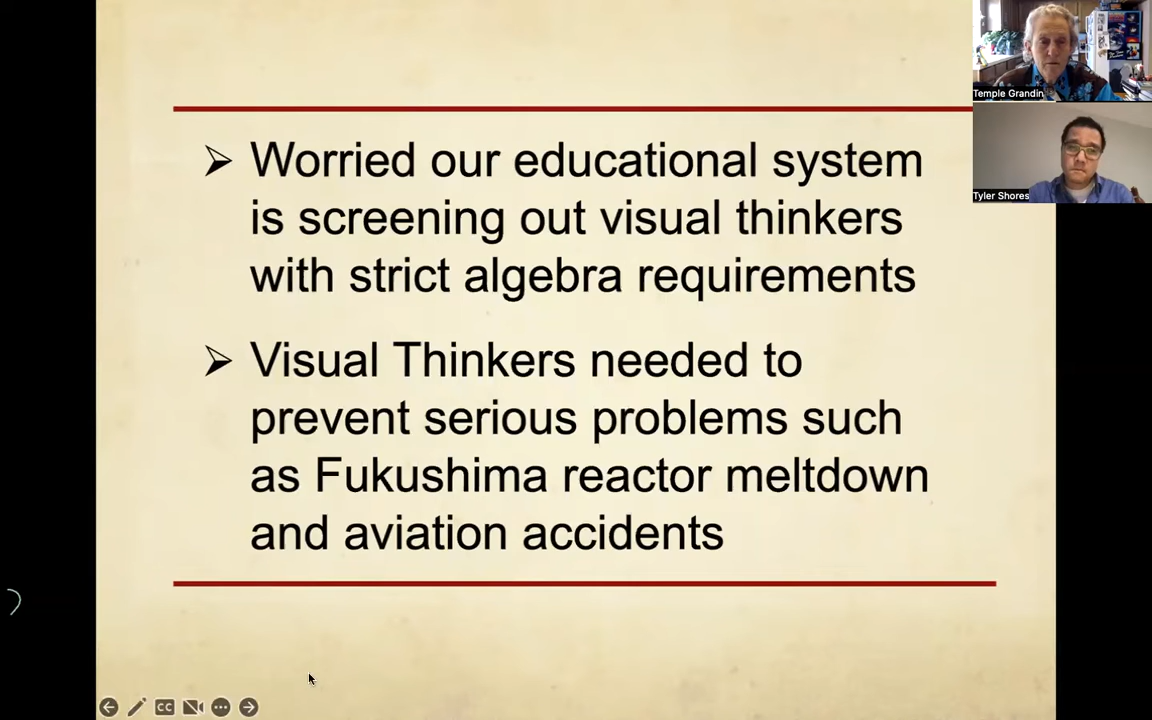 Worried our educational system
is screening out visual thinkers
with strict algebra requirements
Visual Thinkers needed to
prevent serious problems such
as Fukushima reactor meltdown
and aviation accidents
Temple Grandin
Tyler Shores
CC